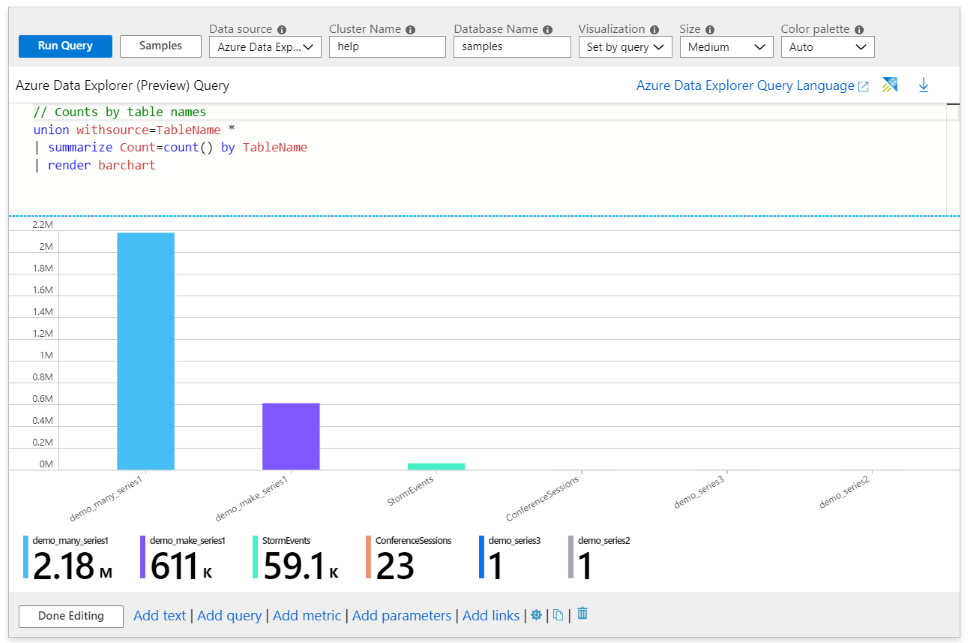 Data source Cluster Name Database Name Visualization Size Color palette
Run Query Samples Azure Data Exp... help samples Set by query Medium Auto
Azure Data Explorer (Preview) Query Azure Data Explorer Query Language
// Counts by table names
union withsource=TableName *
| summarize Count=count() by TableName
| render barchart
2.2M
2M
1.8M
1.6M
1.4M
1.2M
1M
0.8M
0.6M
0.4M
0.2M
0M
demo_many_series1 demo_make_series1 StormEvents ConferenceSessions demo_series3 demo_series2
demo_many_series1 demo_make_series1 StormEvents ConferenceSessions demo_series3 demo_series2
2.18 M 611 K 59.1 K 23 1 1
Done Editing Add text | Add query | Add metric | Add parameters | Add links | | |